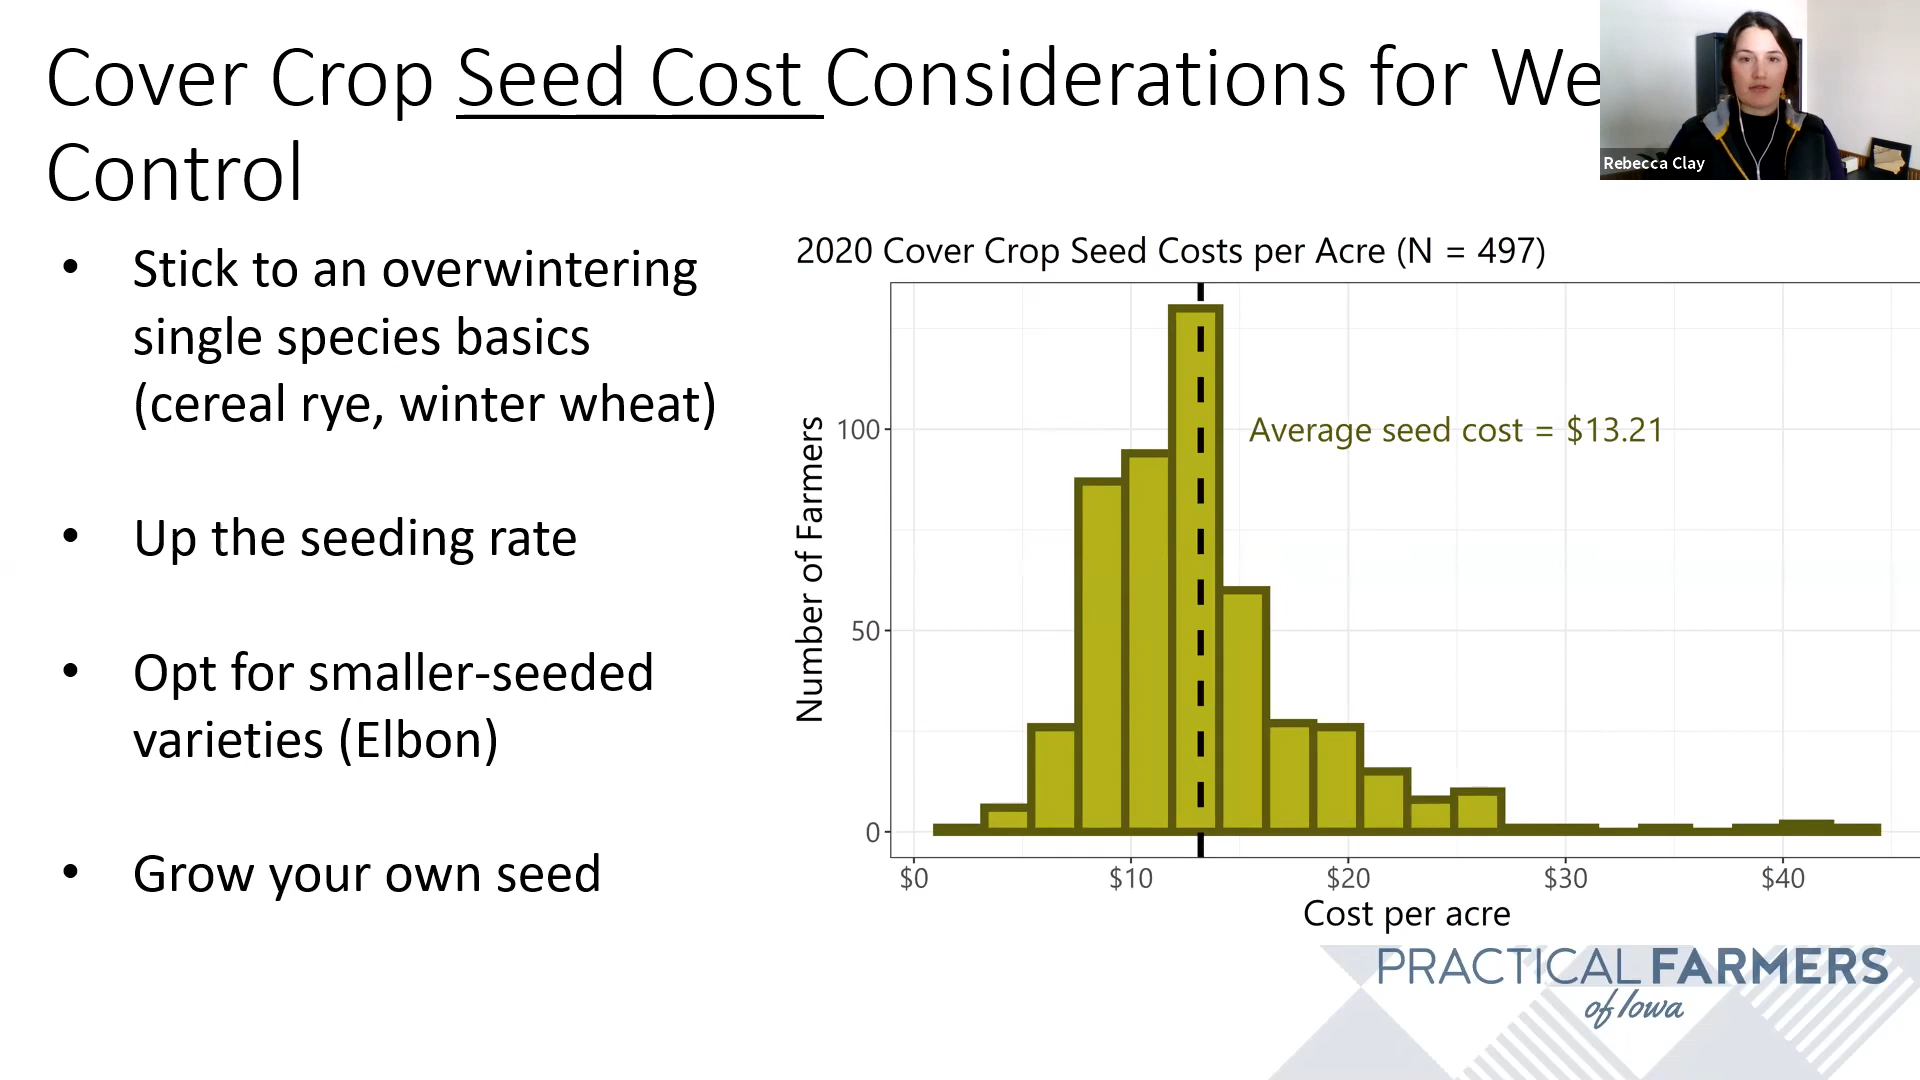 Cover Crop Seed Cost Considerations for We
Control
Rebecca Clay
• Stick to an overwintering
single species basics
(cereal rye, winter wheat)
• Up the seeding rate
• Opt for smaller-seeded
varieties (Elbon)
• Grow your own seed
2020 Cover Crop Seed Costs per Acre (N = 497)
Average seed cost = $13.21
Number of Farmers
100
50
0
$0 $10 $20 $30 $40
Cost per acre
PRACTICAL FARMERS
of Iowa